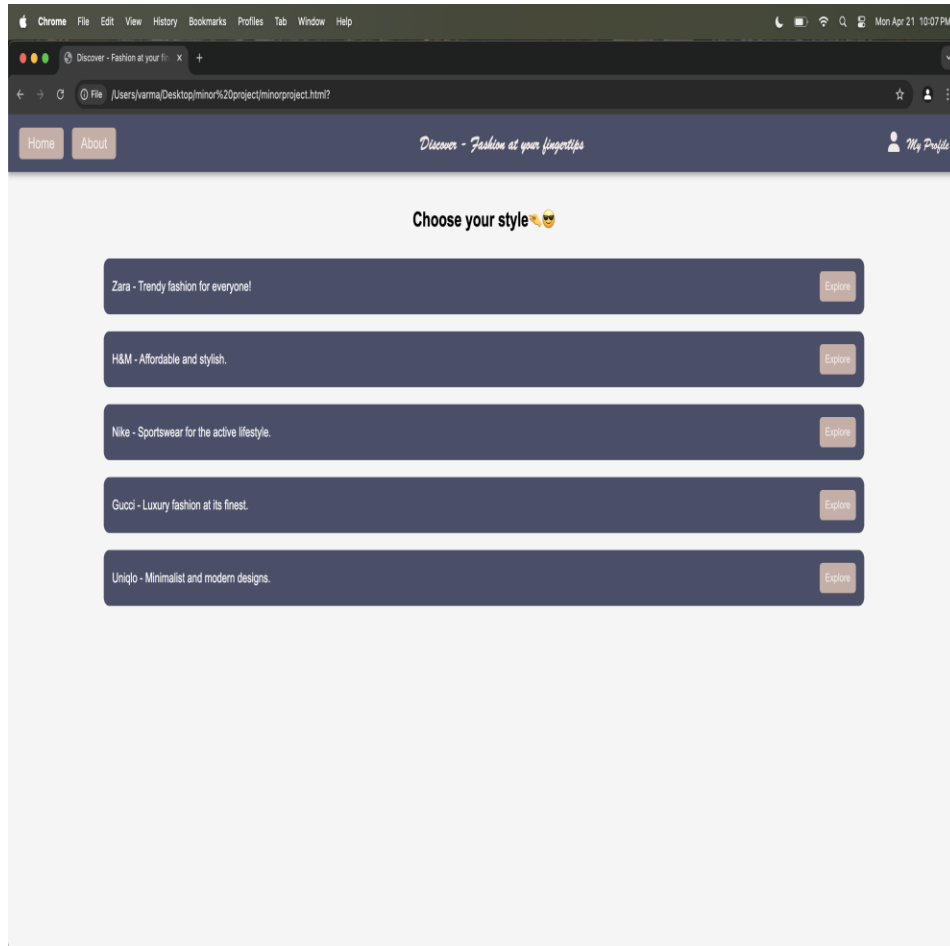 Chrome File Edit View History Bookmarks Profiles Tab Window Help Mon Apr 21 10:07 PM
Discover - Fashion at your fin
File /Users/varma/Desktop/minor%20project/minorproject.html?
Home About Discover - Fashion at your fingertips My Profile
Choose your style🫰😎
Zara - Trendy fashion for everyone! Explore
H&M - Affordable and stylish. Explore
Nike - Sportswear for the active lifestyle. Explore
Gucci - Luxury fashion at its finest. Explore
Uniqlo - Minimalist and modern designs. Explore